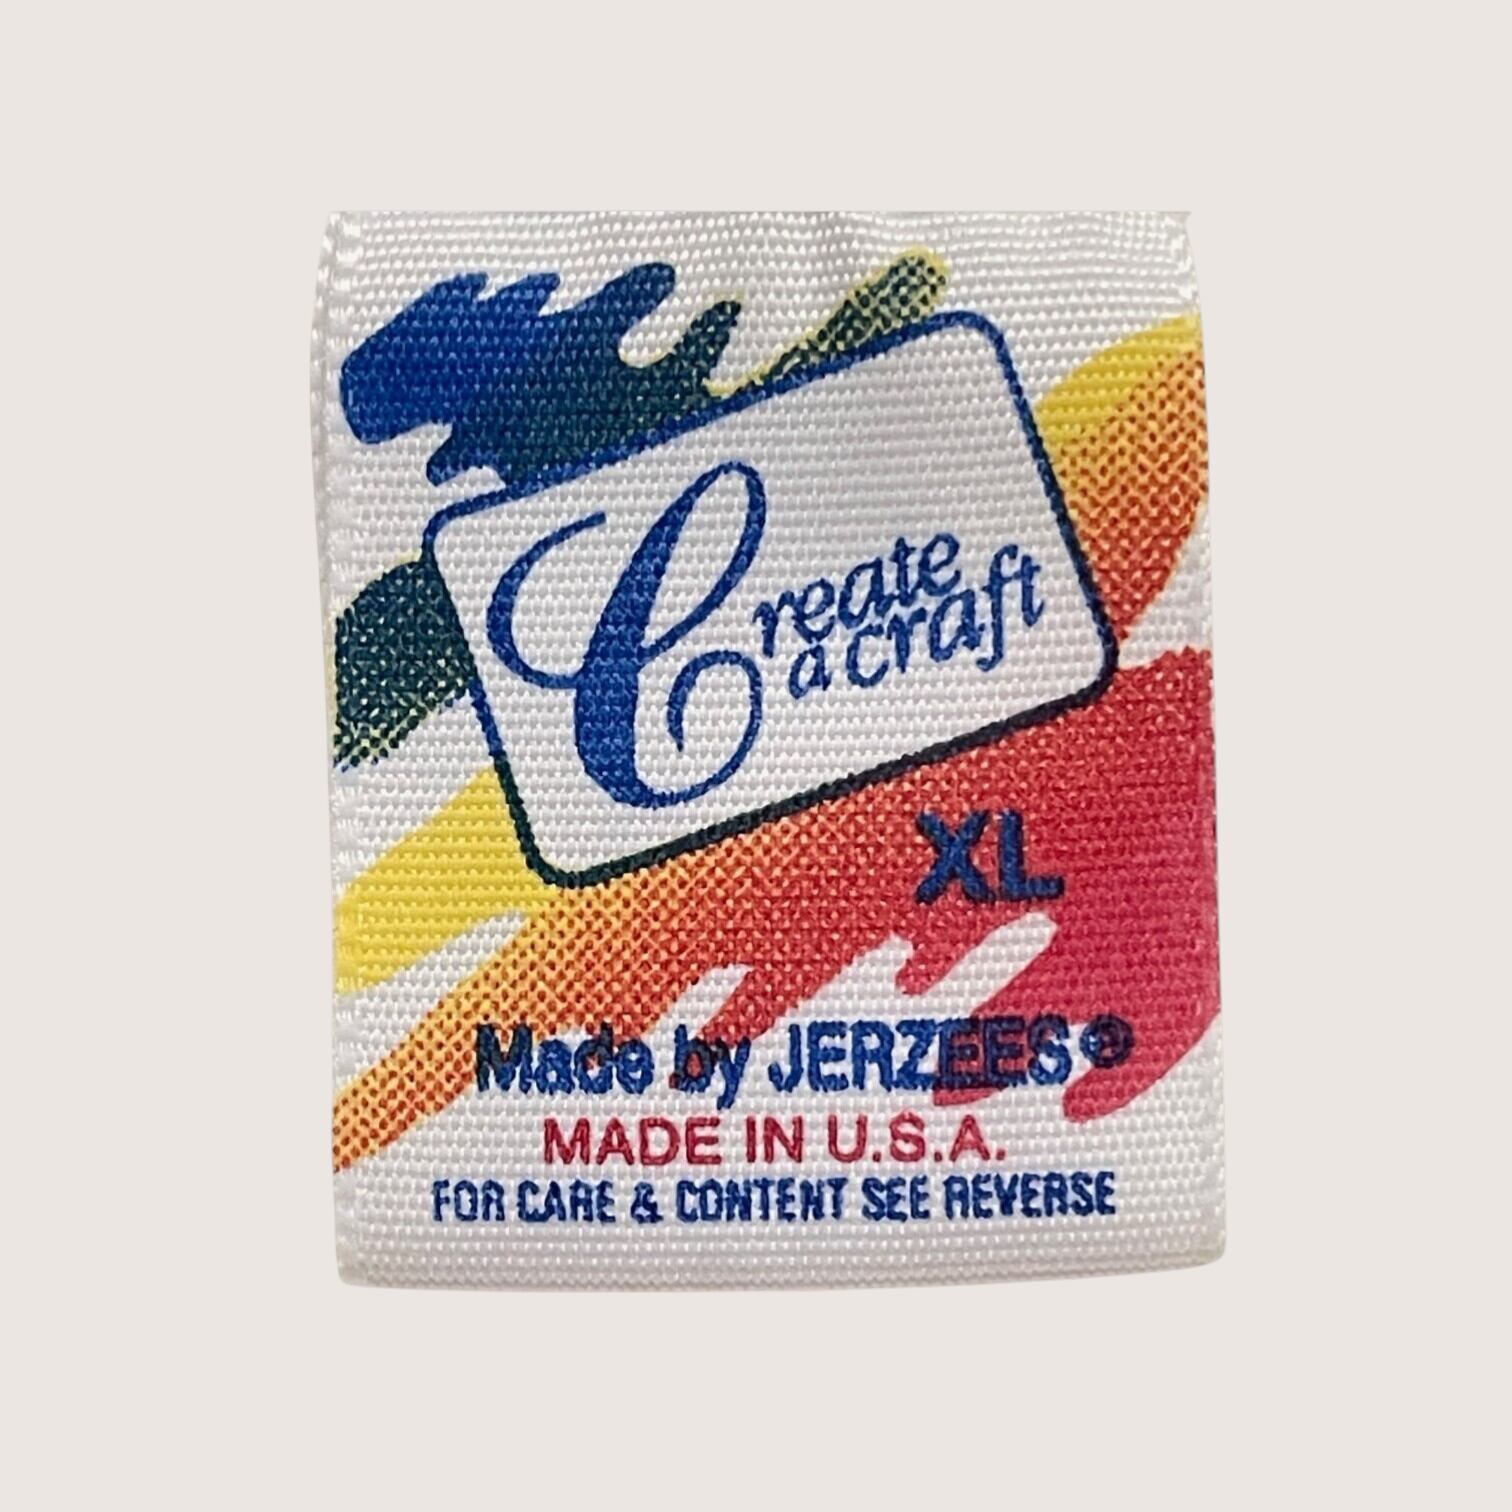 Create
a craft
XL
Made by JERZEES®
MADE IN U.S.A.
FOR CARE & CONTENT SEE REVERSE